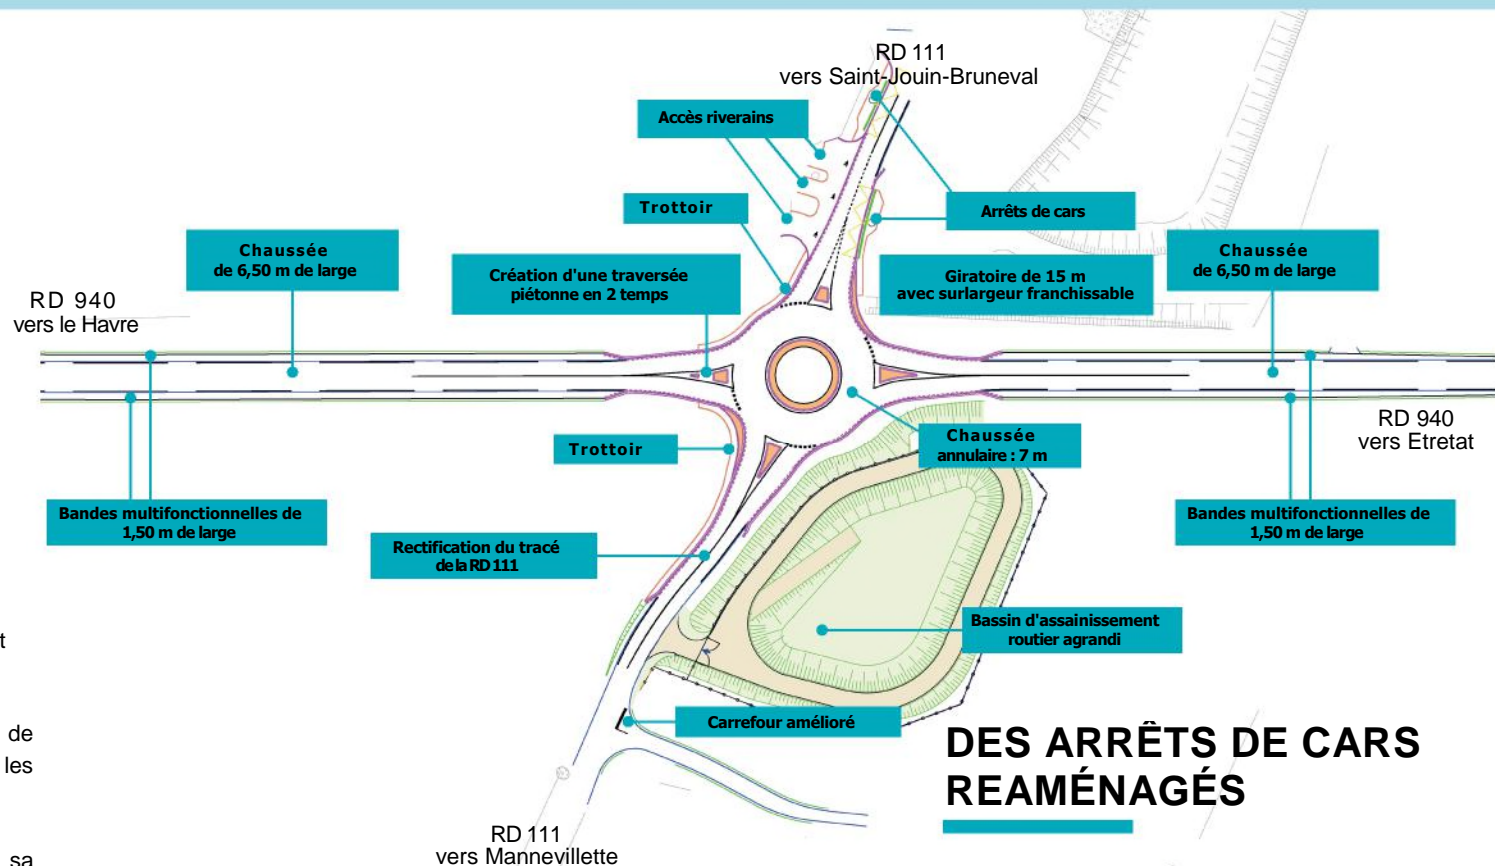 RD 111
vers Saint-Jouin-Bruneval
Accès riverains
Trottoir
Arrêts de cars
Chaussée
de 6,50 m de large
Création d'une traversée
piétonne en 2 temps
Giratoire de 15 m
avec surlargeur franchissable
Chaussée
de 6,50 m de large
RD 940
vers le Havre
RD 940
vers Etretat
Trottoir
Chaussée
annulaire : 7 m
Bandes multifonctionnelles de
1,50 m de large
Bandes multifonctionnelles de
1,50 m de large
Rectification du tracé
de la RD 111
Bassin d'assainissement
routier agrandi
t
Carrefour amélioré
de
les
DES ARRÊTS DE CARS
REAMÉNAGÉS
RD 111
vers Mannevillette
sa